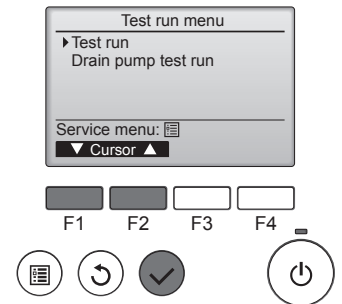 Test run menu
Test run
Drain pump test run
Service menu:
▼ Cursor ▲
F1 F2 F3 F4